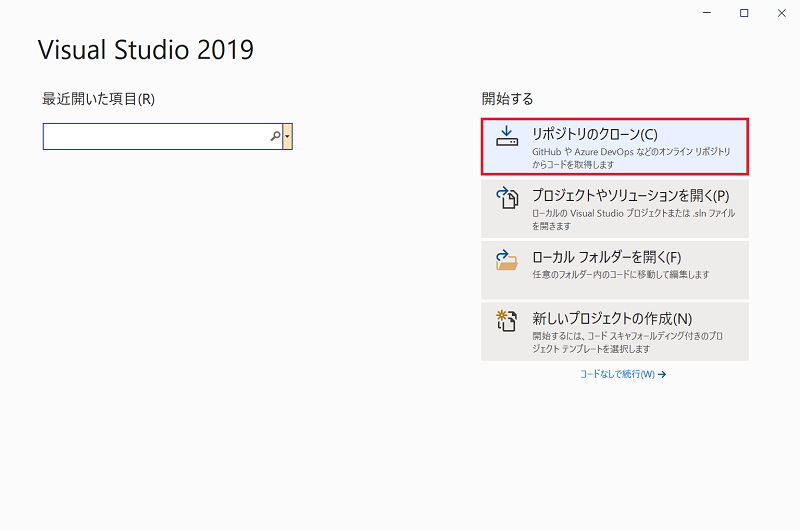 Visual Studio 2019
最近開いた項目(R)
開始する
リポジトリのクローン(C)
GitHub や Azure DevOps などのオンライン リポジトリ
からコードを取得します
プロジェクトやソリューションを開く(P)
ローカルの Visual Studio プロジェクトまたは .sln ファイル
を開きます
ローカル フォルダーを開く(F)
任意のフォルダー内のコードに移動して編集します
新しいプロジェクトの作成(N)
開始するには、コード スキャフォールディング付きのプロ
ジェクト テンプレートを選択します
コードなしで続行(W) →